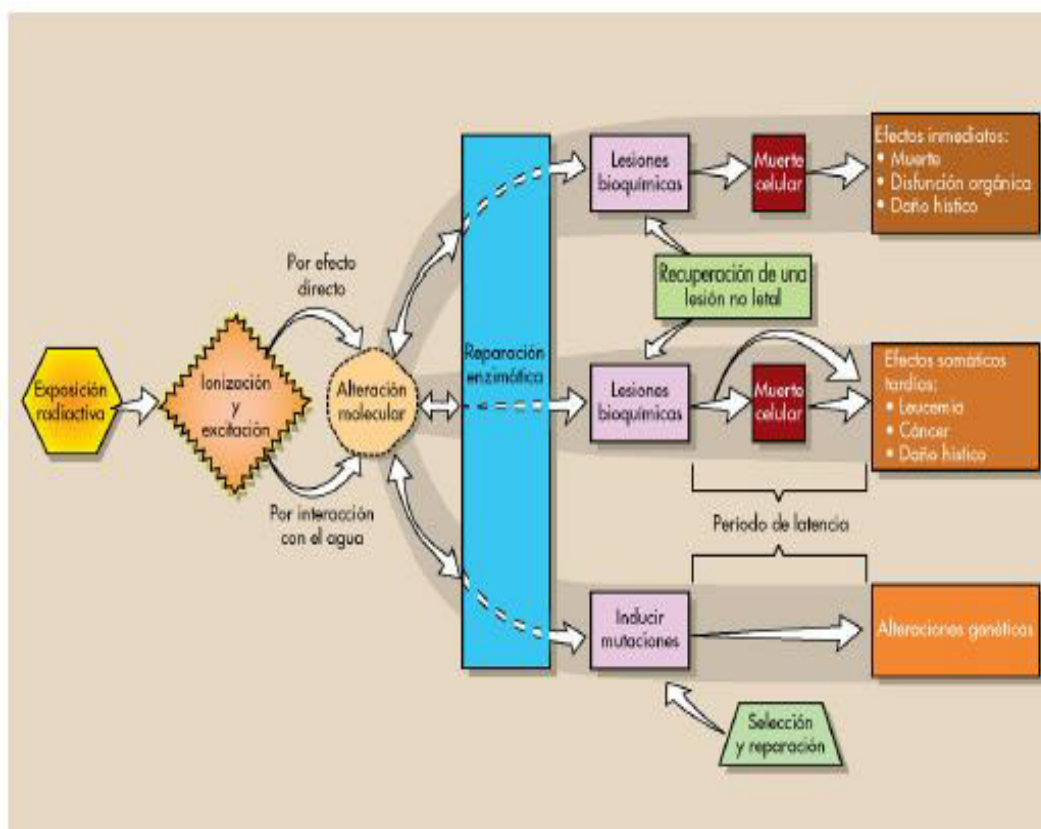 Exposición
radiactiva
Ionización
y
excitación
Por efecto
directo
Por interacción
con el agua
Alteración
molecular
Reparación
enzimática
Lesiones
bioquímicas
Muerte
celular
Efectos inmediatos:
• Muerte
• Disfunción orgánica
• Daño hístico
Recuperación de una
lesión no letal
Lesiones
bioquímicas
Muerte
celular
Efectos somáticos
tardíos:
• Leucemia
• Cáncer
• Daño hístico
Período de latencia
Inducir
mutaciones
Alteraciones genéticas
Selección
y reparación